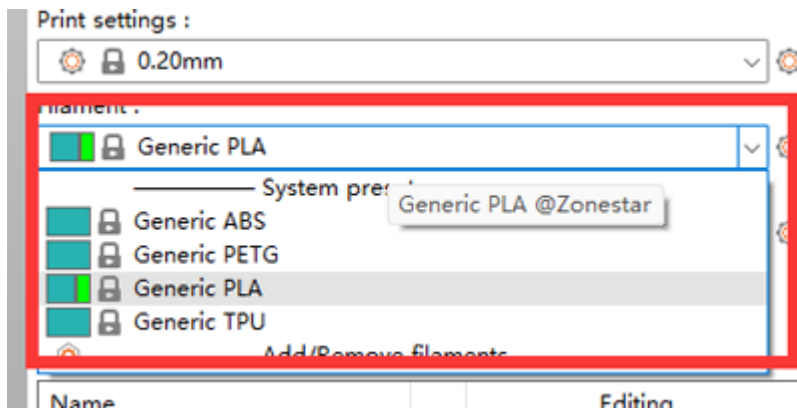 Print settings :
0.20mm
Filament :
Generic PLA
System pres
Generic PLA @Zonestar
Generic ABS
Generic PETG
Generic PLA
Generic TPU
Add/Remove filaments
Name Editing